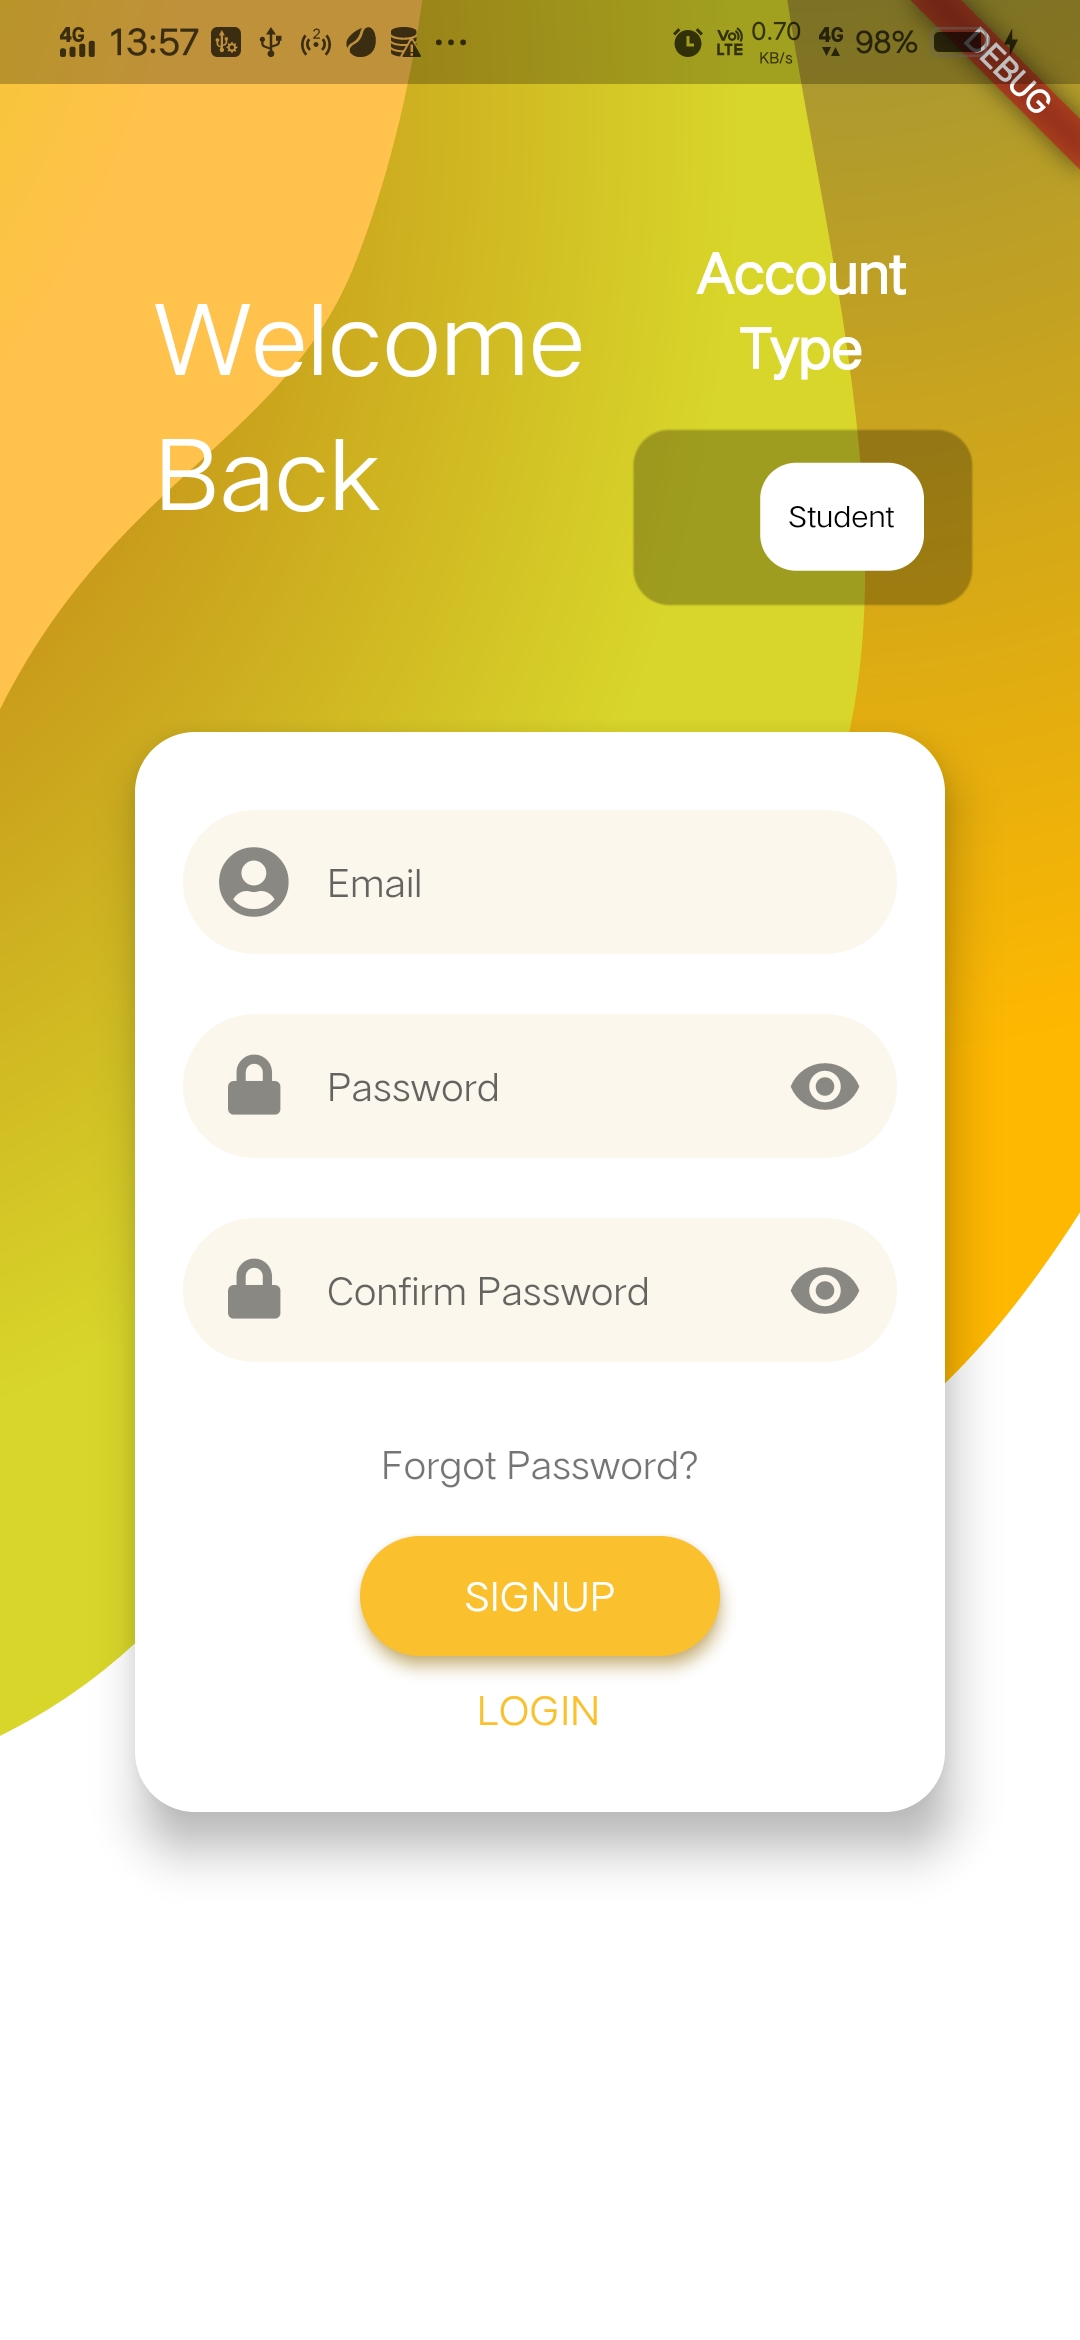 4G 13:57 2 Vo) LTE 0.70 KB/s 4G 98%
DEBUG
Account
Type
Welcome
Back
Student
Email
Password
Confirm Password
Forgot Password?
SIGNUP
LOGIN